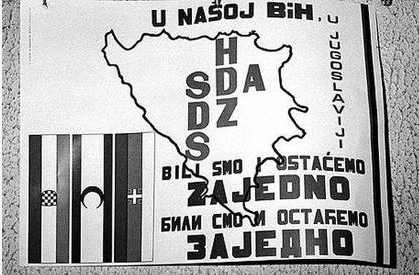 U NAŠOJ BIH,
U JUGOSLAVIJI
HDZ
SDA
SDS
BILI SMO I OSTAĆEMO
ZAJEDNO
БИЛИ СМО И ОСТАЋЕМО
ЗАЈЕДНО